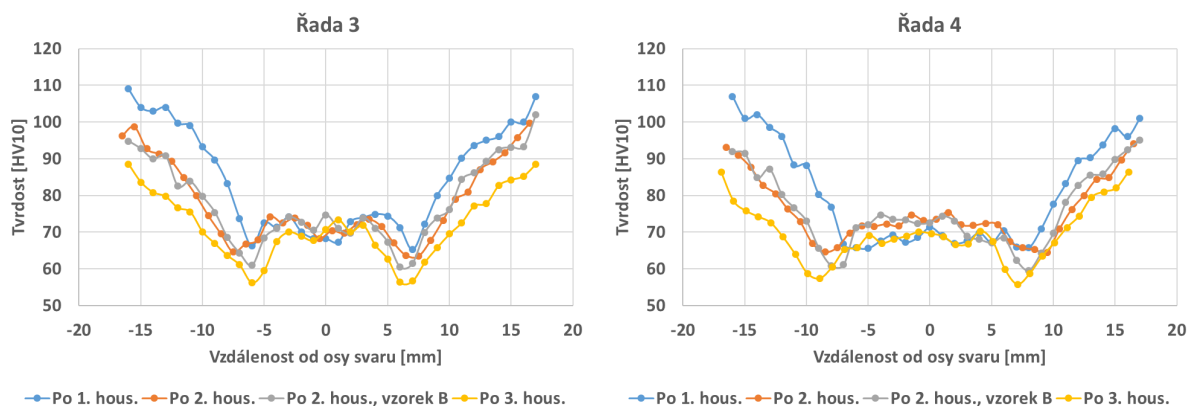 Řada 3
120
110
100
90
80
70
60
50
-20 -15 -10 -5 0 5 10 15 20
Tvrdost [HV10]
Vzdálenost od osy svaru [mm]
Po 1. hous. Po 2. hous. Po 2. hous., vzorek B Po 3. hous.
Řada 4
120
110
100
90
80
70
60
50
-20 -15 -10 -5 0 5 10 15 20
Tvrdost [HV10]
Vzdálenost od osy svaru [mm]
Po 1. hous. Po 2. hous. Po 2. hous., vzorek B Po 3. hous.